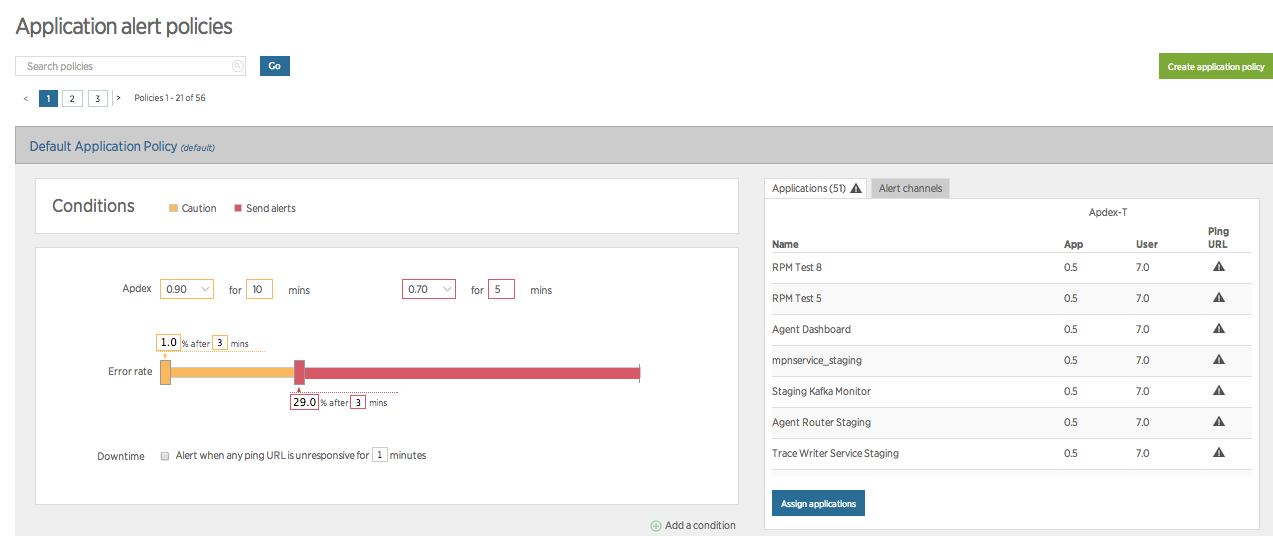 Application alert policies
Search policies
Go
Create application policy
< 1 2 3 > Policies 1 - 21 of 56
Default Application Policy (default)
Conditions
Caution
Send alerts
Apdex 0.90 for 10 mins 0.70 for 5 mins
1.0 % after 3 mins
Error rate
29.0 % after 3 mins
Downtime Alert when any ping URL is unresponsive for 1 minutes
Add a condition
Applications (51) Alert channels
Apdex-T
Name App User Ping URL
RPM Test 8 0.5 7.0
RPM Test 5 0.5 7.0
Agent Dashboard 0.5 7.0
mpnservice_staging 0.5 7.0
Staging Kafka Monitor 0.5 7.0
Agent Router Staging 0.5 7.0
Trace Writer Service Staging 0.5 7.0
Assign applications